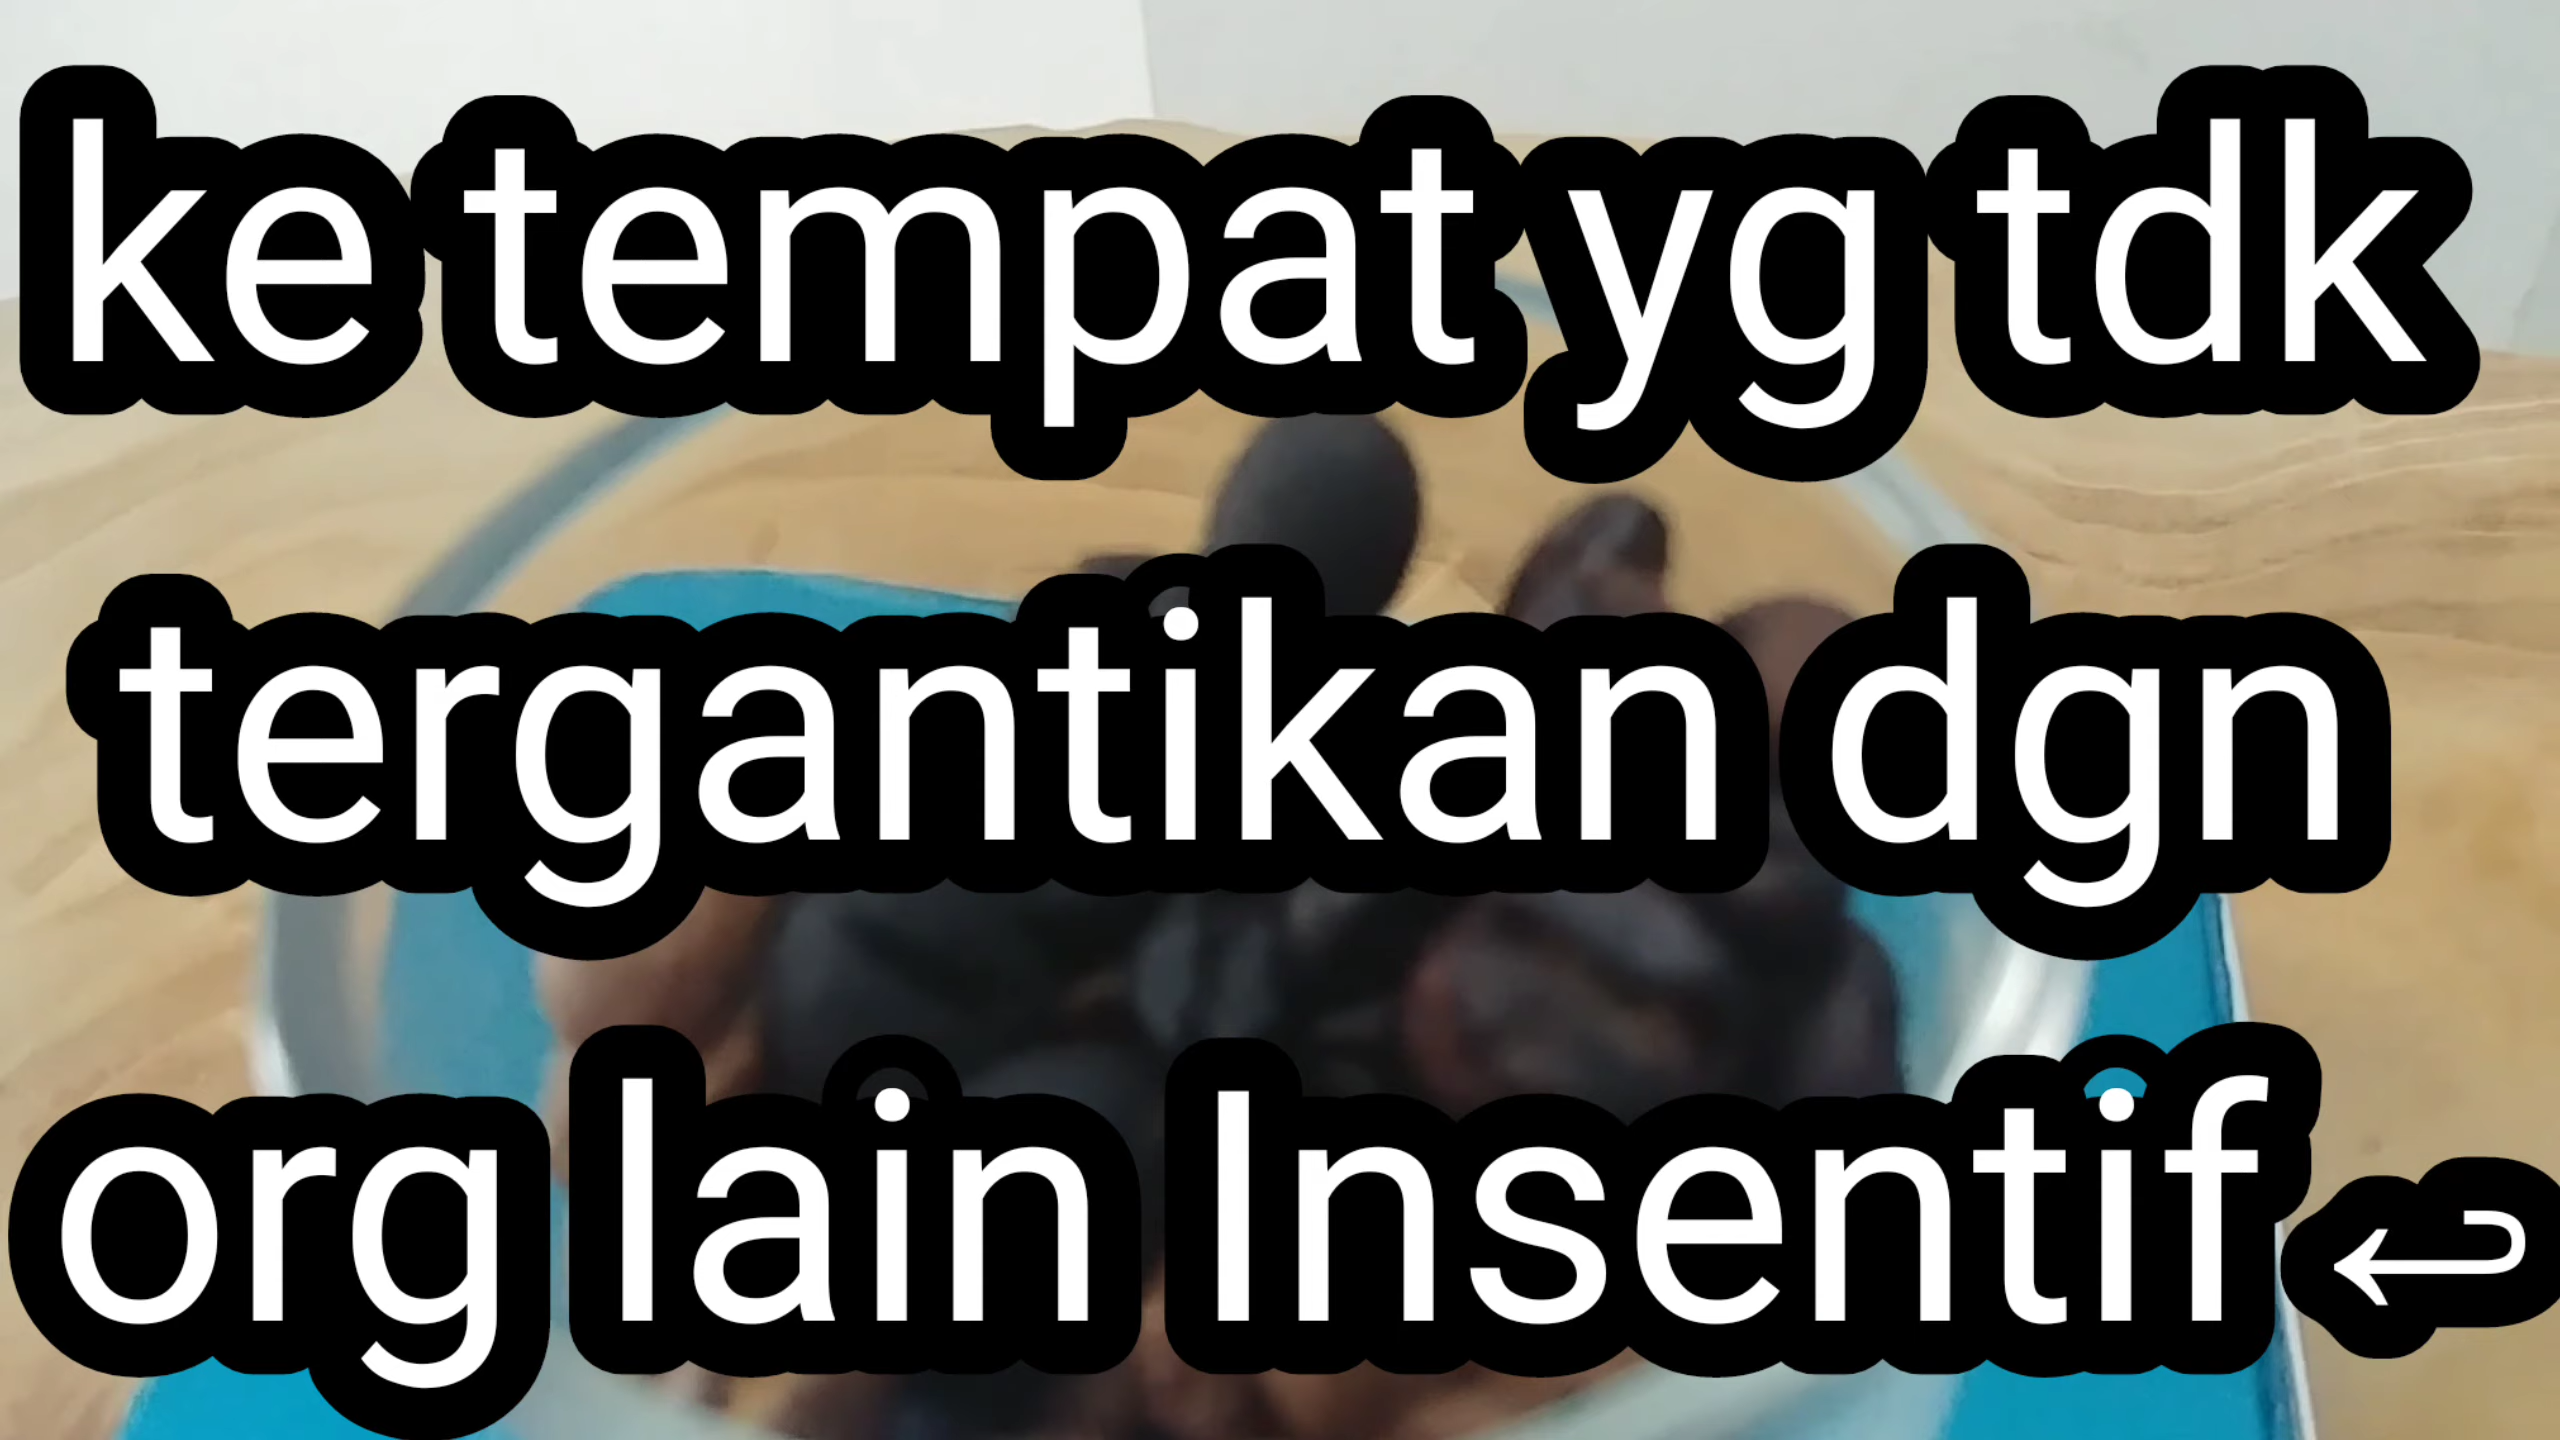 ke tempat yg tdk
tergantikan dgn
org lain Insentif ↩